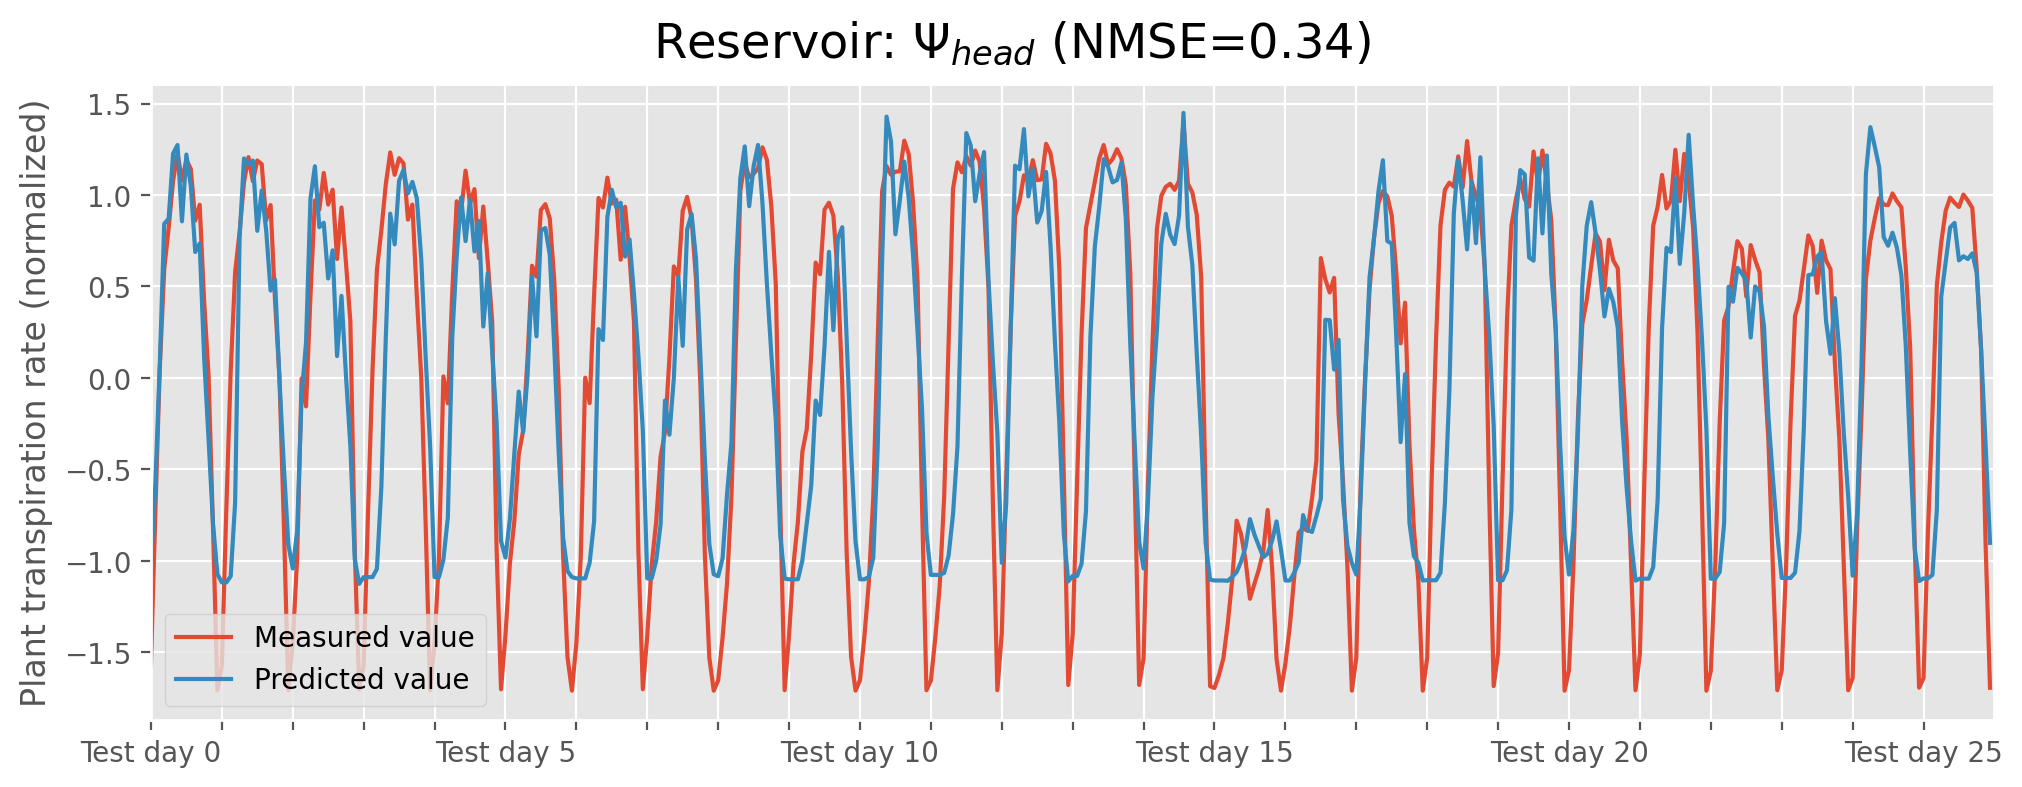 Reservoir: Ψhead (NMSE=0.34)
Plant transpiration rate (normalized)
1.5
1.0
0.5
0.0
−0.5
−1.0
−1.5
Measured value
Predicted value
Test day 0 Test day 5 Test day 10 Test day 15 Test day 20 Test day 25